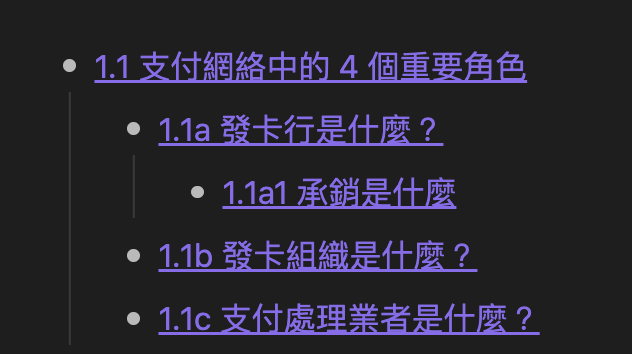 1.1 支付網絡中的 4 個重要角色
1.1a 發卡行是什麼？
1.1a1 承銷是什麼
1.1b 發卡組織是什麼？
1.1c 支付處理業者是什麼？